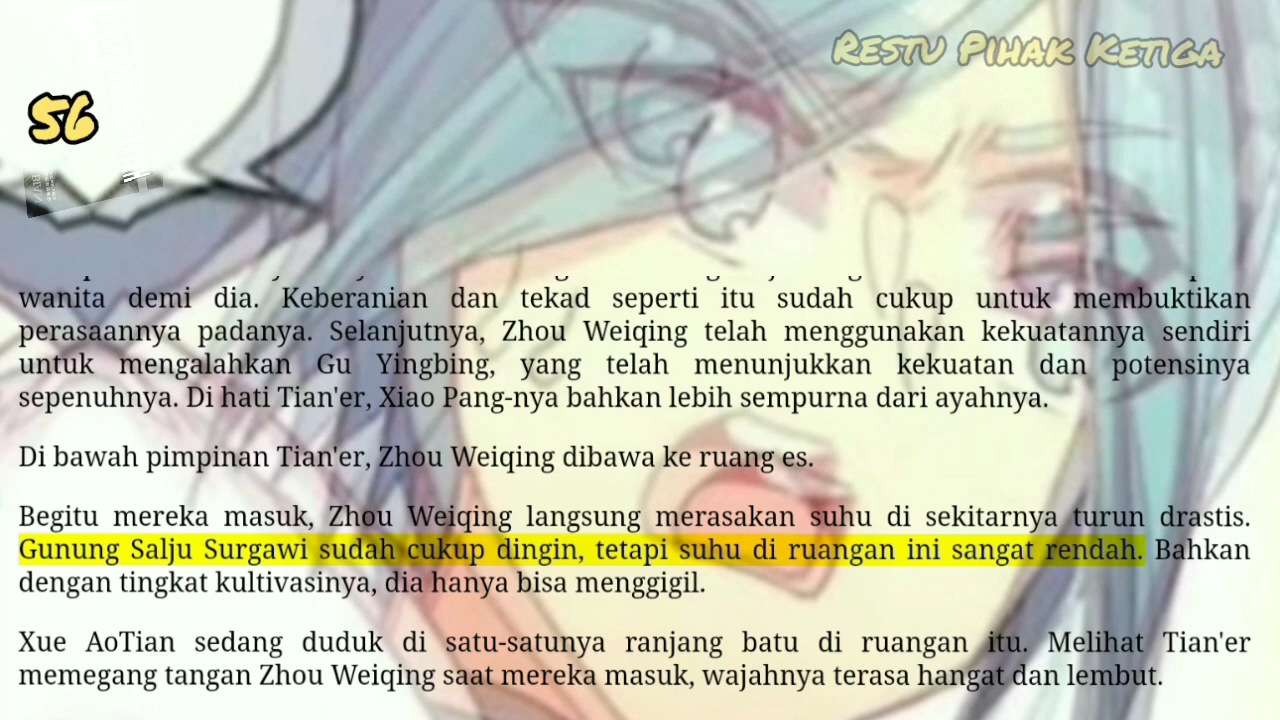 RESTU PIHAK KETIGA
56
wanita demi dia. Keberanian dan tekad seperti itu sudah cukup untuk membuktikan
perasaannya padanya. Selanjutnya, Zhou Weiqing telah menggunakan kekuatannya sendiri
untuk mengalahkan Gu Yingbing, yang telah menunjukkan kekuatan dan potensinya
sepenuhnya. Di hati Tian'er, Xiao Pang-nya bahkan lebih sempurna dari ayahnya.
Di bawah pimpinan Tian'er, Zhou Weiqing dibawa ke ruang es.
Begitu mereka masuk, Zhou Weiqing langsung merasakan suhu di sekitarnya turun drastis.
Gunung Salju Surgawi sudah cukup dingin, tetapi suhu di ruangan ini sangat rendah. Bahkan
dengan tingkat kultivasinya, dia hanya bisa menggigil.
Xue AoTian sedang duduk di satu-satunya ranjang batu di ruangan itu. Melihat Tian'er
memegang tangan Zhou Weiqing saat mereka masuk, wajahnya terasa hangat dan lembut.